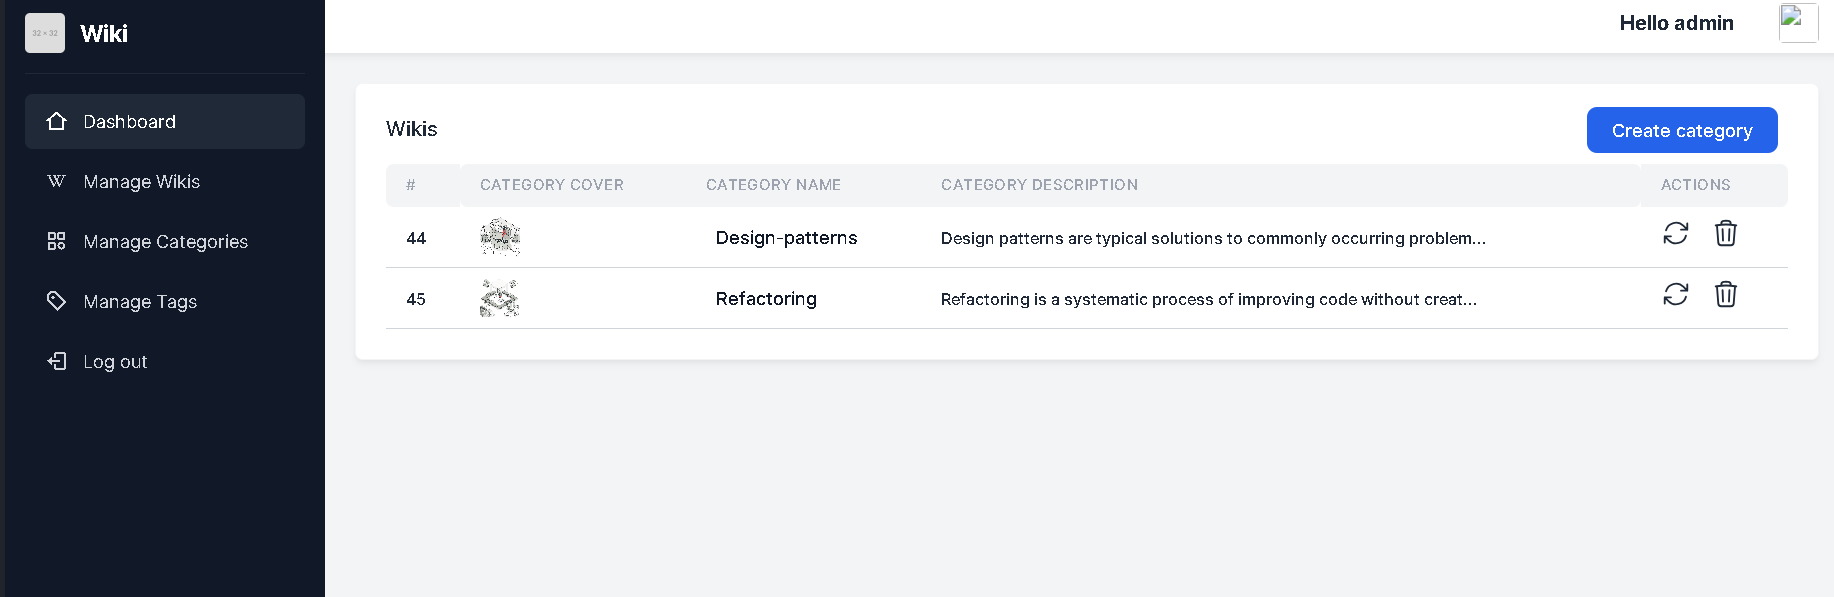 32 × 32
Wiki
Hello admin
Dashboard
Manage Wikis
Manage Categories
Manage Tags
Log out
Wikis
Create category
# CATEGORY COVER CATEGORY NAME CATEGORY DESCRIPTION ACTIONS
44 Design-patterns Design patterns are typical solutions to commonly occurring problem...
45 Refactoring Refactoring is a systematic process of improving code without creat...